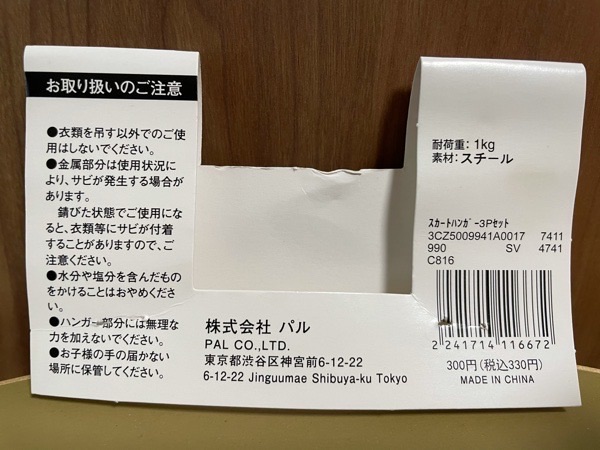 お取り扱いのご注意
●衣類を吊す以外でのご使
用はしないでください。
●金属部分は使用状況に
より、サビが発生する場合が
あります。
錆びた状態でご使用にな
ると、衣類等にサビが付着
することがありますので、ご
注意ください。
●水分や塩分を含んだもの
をかけることはおやめくださ
い。
●ハンガー部分には無理な
力を加えないでください。
●お子様の手の届かない
場所に保管してください。
株式会社 パル
PAL CO.,LTD.
東京都渋谷区神宮前6-12-22
6-12-22 Jinguumae Shibuya-ku Tokyo
耐荷重：1kg
素材：スチール
スカートハンガー3Pセット
3CZ5009941A0017 7411
990 SV 4741
C816
2 241714 116672
300円（税込330円）
MADE IN CHINA